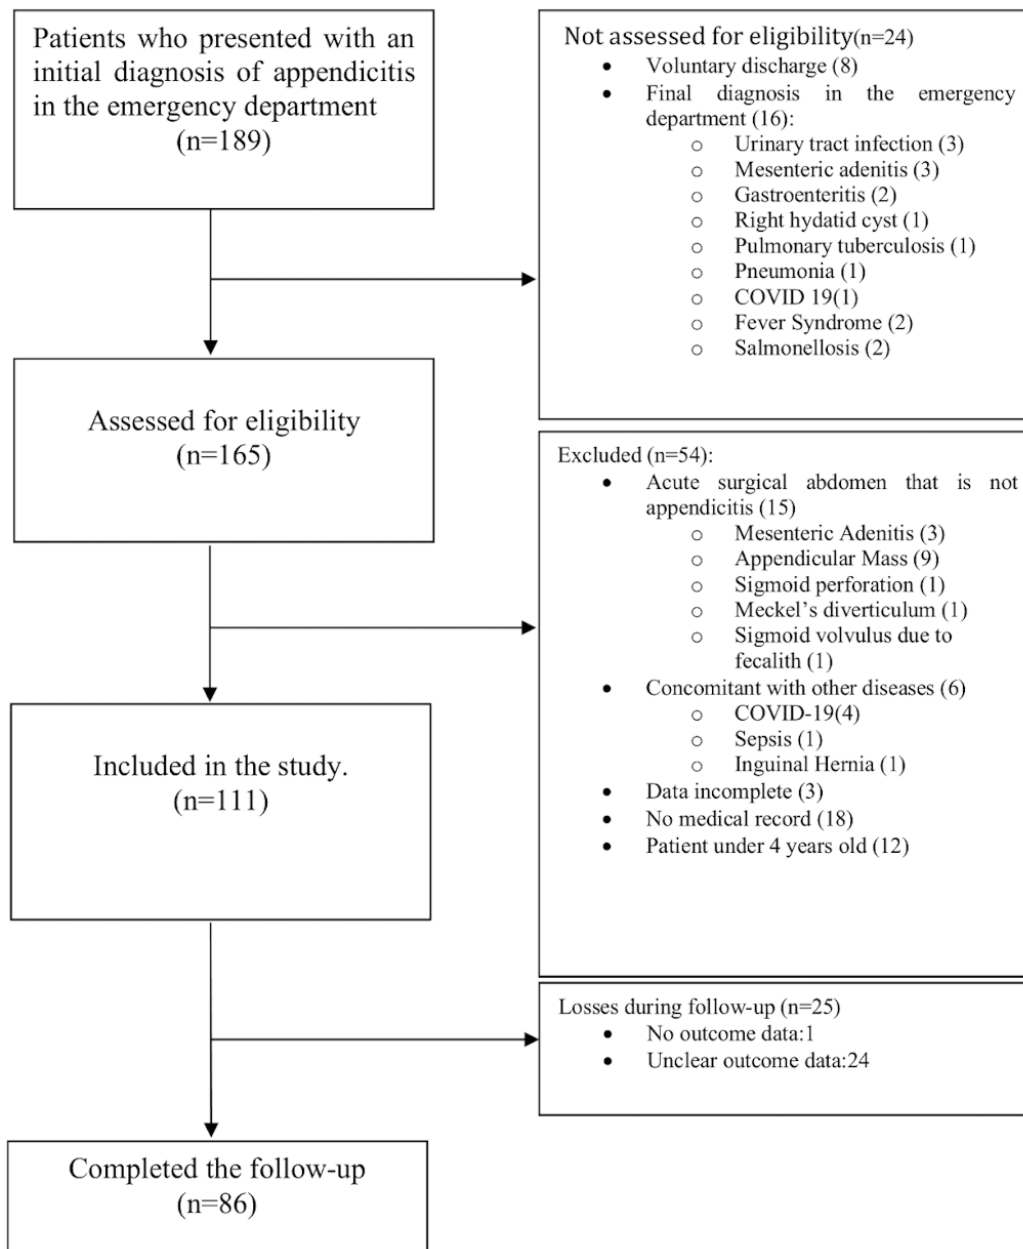 Patients who presented with an
initial diagnosis of appendicitis
in the emergency department
(n=189)
Not assessed for eligibility(n=24)
• Voluntary discharge (8)
• Final diagnosis in the emergency
department (16):
o Urinary tract infection (3)
o Mesenteric adenitis (3)
o Gastroenteritis (2)
o Right hydatid cyst (1)
o Pulmonary tuberculosis (1)
o Pneumonia (1)
o COVID 19(1)
o Fever Syndrome (2)
o Salmonellosis (2)
Assessed for eligibility
(n=165)
Excluded (n=54):
• Acute surgical abdomen that is not
appendicitis (15)
o Mesenteric Adenitis (3)
o Appendicular Mass (9)
o Sigmoid perforation (1)
o Meckel’s diverticulum (1)
o Sigmoid volvulus due to
fecalith (1)
• Concomitant with other diseases (6)
o COVID-19(4)
o Sepsis (1)
o Inguinal Hernia (1)
• Data incomplete (3)
• No medical record (18)
• Patient under 4 years old (12)
Included in the study.
(n=111)
Losses during follow-up (n=25)
• No outcome data:1
• Unclear outcome data:24
Completed the follow-up
(n=86)